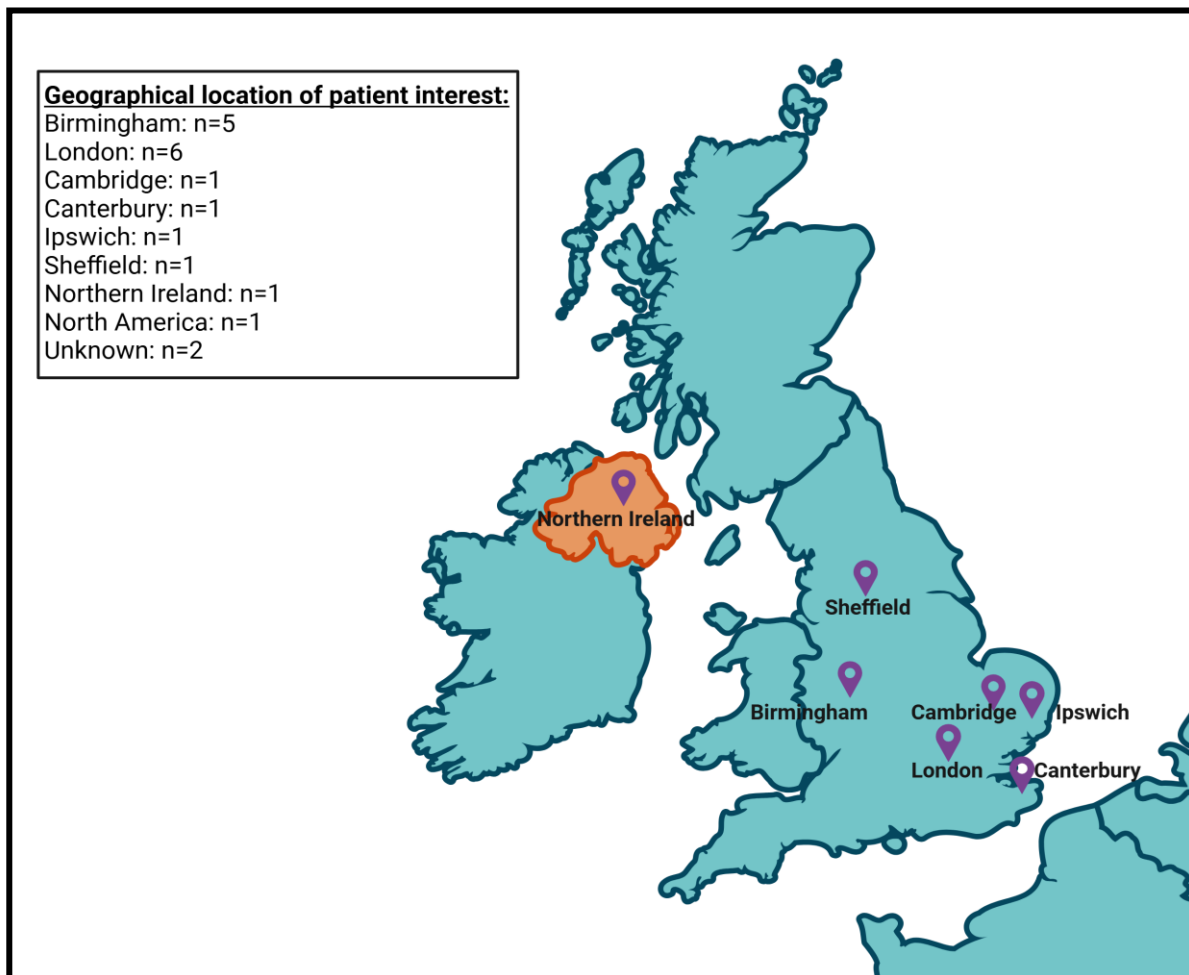 Geographical location of patient interest:
Birmingham: n=5
London: n=6
Cambridge: n=1
Canterbury: n=1
Ipswich: n=1
Sheffield: n=1
Northern Ireland: n=1
North America: n=1
Unknown: n=2
Northern Ireland
Sheffield
Birmingham
Cambridge
Ipswich
London
Canterbury